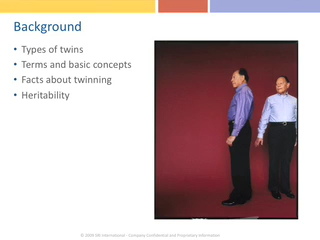 Background
• Types of twins
• Terms and basic concepts
• Facts about twinning
• Heritability
© 2009 SRI International - Company Confidential and Proprietary Information